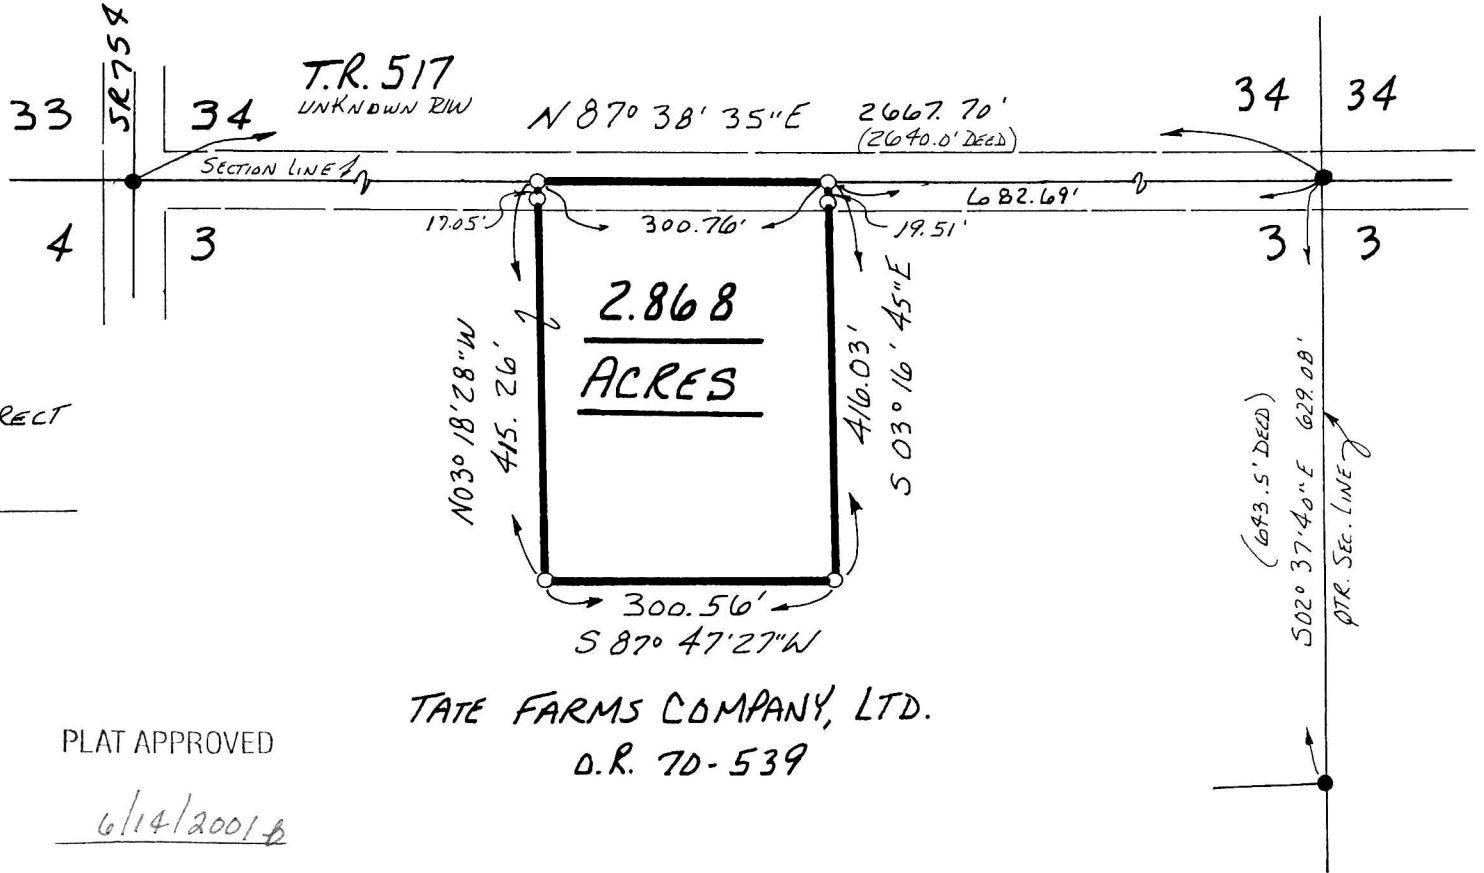 SR 754
T.R. 517
UNKNOWN R/W
33
34
N 87° 38' 35"E
2667.70'
(2640.0' DEED)
34
34
SECTION LINE
4
3
17.05'
300.76'
19.51'
682.69'
3
3
2.868
ACRES
N03° 18' 28"W
415.26'
416.03'
S 03° 16' 45"E
RECT
(643.5' DEED)
S02° 37' 40"E 629.08'
QTR. SEC. LINE
300.56'
S 87° 47' 27"W
TATE FARMS COMPANY, LTD.
O.R. 70-539
PLAT APPROVED
6/14/2001